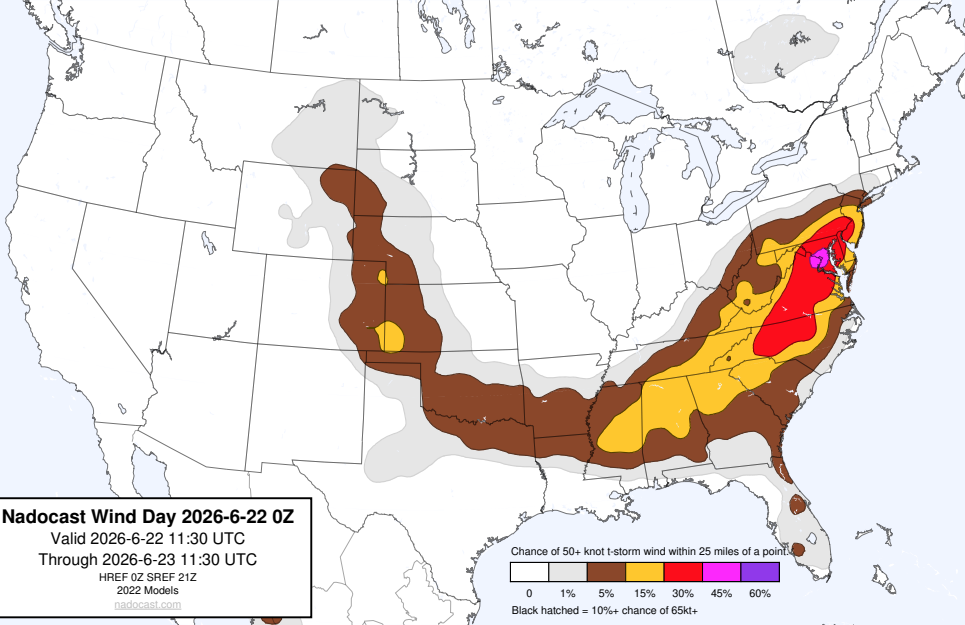 Nadocast Wind Day 2026-6-22 0Z
Valid 2026-6-22 11:30 UTC
Through 2026-6-23 11:30 UTC
HREF 0Z SREF 21Z
2022 Models
nadocast.com
Chance of 50+ knot t-storm wind within 25 miles of a point.
0 1% 5% 15% 30% 45% 60%
Black hatched = 10%+ chance of 65kt+